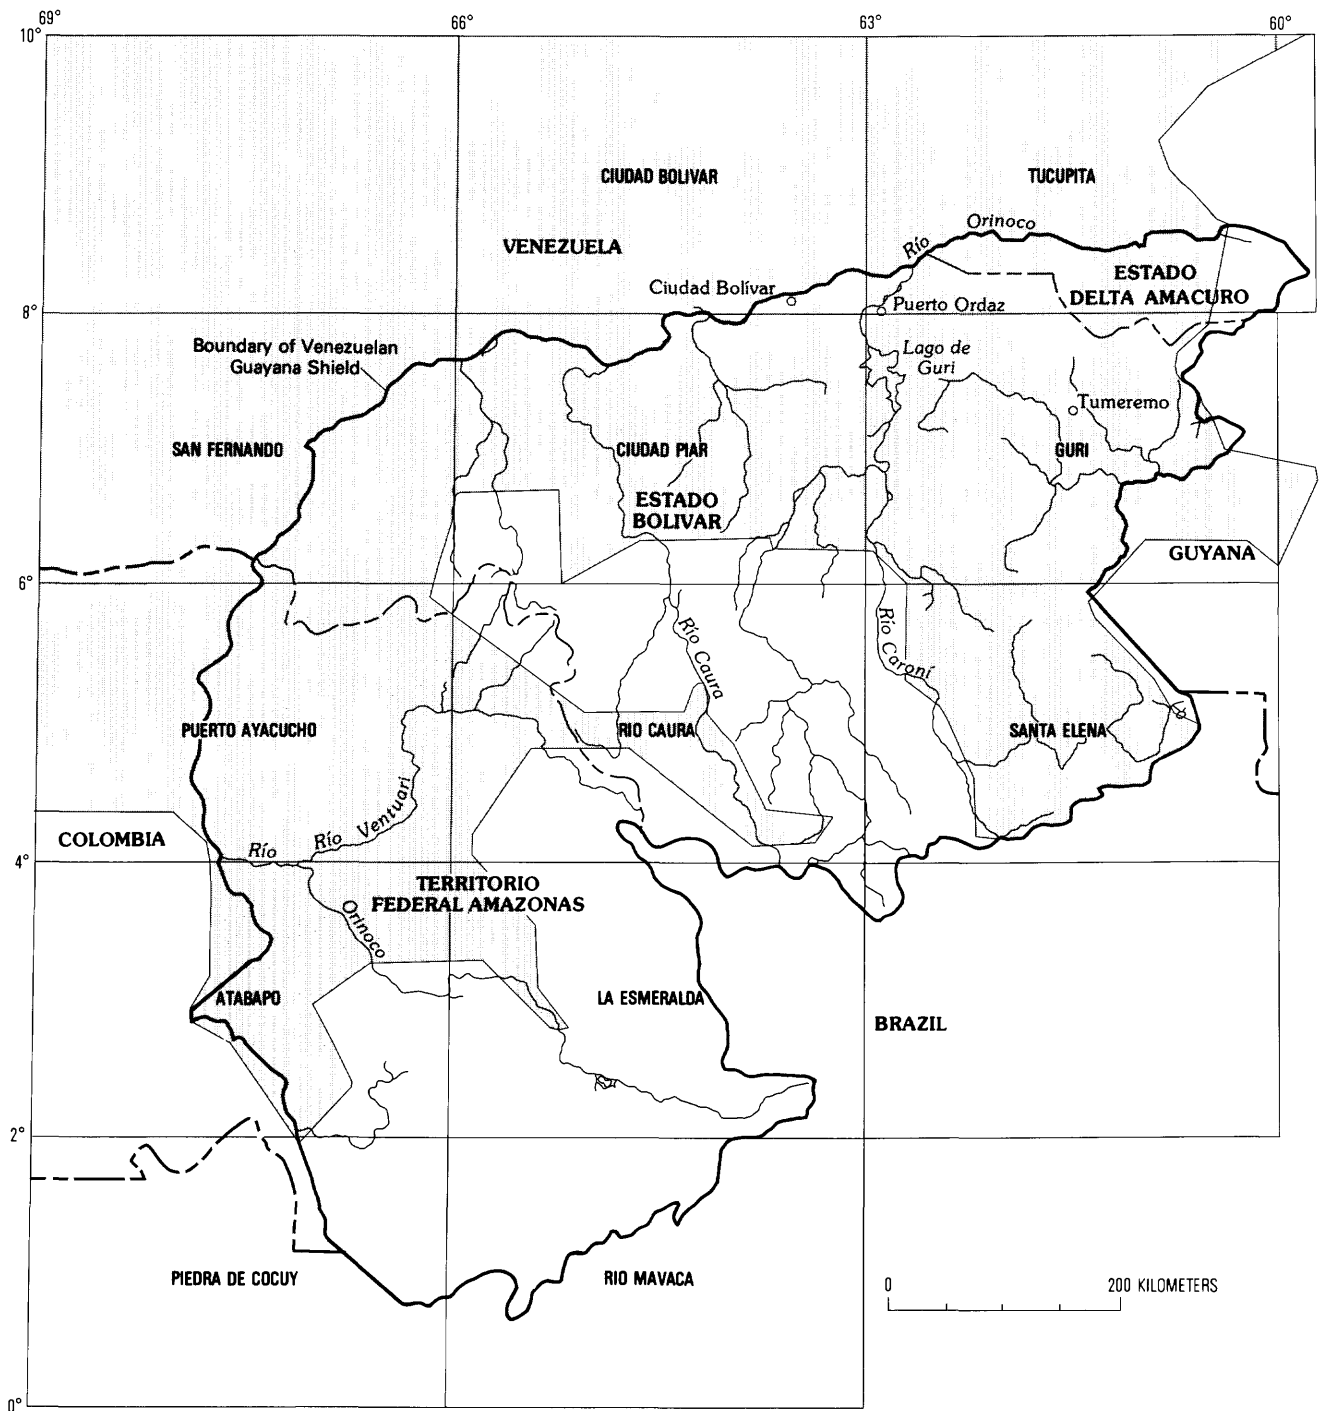 69°
66°
63°
60°
10°
CIUDAD BOLIVAR
TUCUPITA
VENEZUELA
Río
Orinoco
ESTADO
DELTA AMACURO
Ciudad Bolívar
Puerto Ordaz
8°
Boundary of Venezuelan
Guayana Shield
Lago de
Guri
Tumeremo
SAN FERNANDO
CIUDAD PIAR
GURI
ESTADO
BOLIVAR
GUYANA
6°
Río Caura
Río Caroní
PUERTO AYACUCHO
RIO CAURA
SANTA ELENA
COLOMBIA
Río
Río Ventuari
4°
TERRITORIO
FEDERAL AMAZONAS
Orinoco
ATABAPO
LA ESMERALDA
BRAZIL
2°
PIEDRA DE COCUY
RIO MAVACA
0
200 KILOMETERS
0°